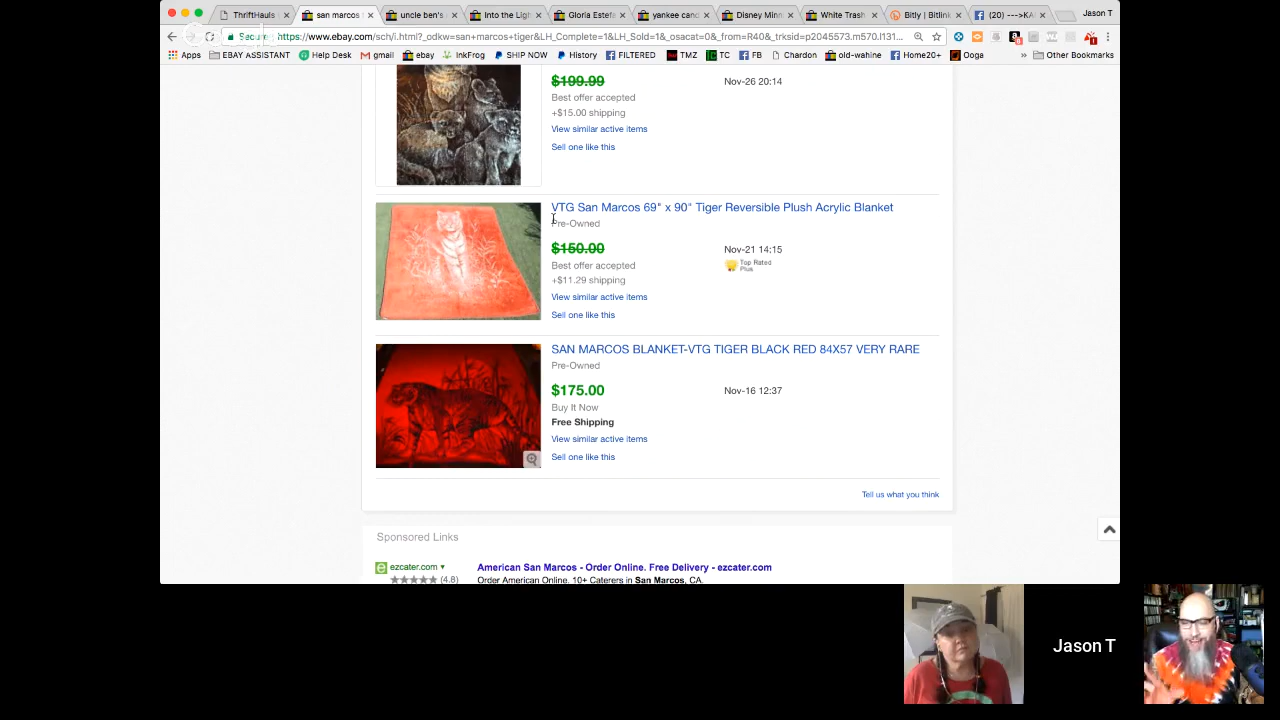 ThriftHauls
san marcos t
uncle ben's
Into the Ligh
Gloria Estefa
yankee cand
Disney Minn
White Trash
Bitly | Bitlink
(20) --->KA
Jason T
Secure
https://www.ebay.com/sch/i.html?_odkw=san+marcos+tiger&LH_Complete=1&LH_Sold=1&_osacat=0&_from=R40&_trksid=p2045573.m570.l131...
Apps
EBAY ASSISTANT
Help Desk
gmail
ebay
InkFrog
SHIP NOW
History
FILTERED
TMZ
TC
Chardon
FB
old-wahine
Home20+
Ooga
»
Other Bookmarks
$199.99
Nov-26 20:14
Best offer accepted
+$15.00 shipping
View similar active items
Sell one like this
VTG San Marcos 69" x 90" Tiger Reversible Plush Acrylic Blanket
Pre-Owned
$150.00
Nov-21 14:15
Best offer accepted
Top Rated
Plus
+$11.29 shipping
View similar active items
Sell one like this
SAN MARCOS BLANKET-VTG TIGER BLACK RED 84X57 VERY RARE
Pre-Owned
$175.00
Nov-16 12:37
Buy It Now
Free Shipping
View similar active items
Sell one like this
Tell us what you think
Sponsored Links
ezcater.com
American San Marcos - Order Online. Free Delivery - ezcater.com
(4.8)
Order American Online. 10+ Caterers in San Marcos, CA.
Jason T